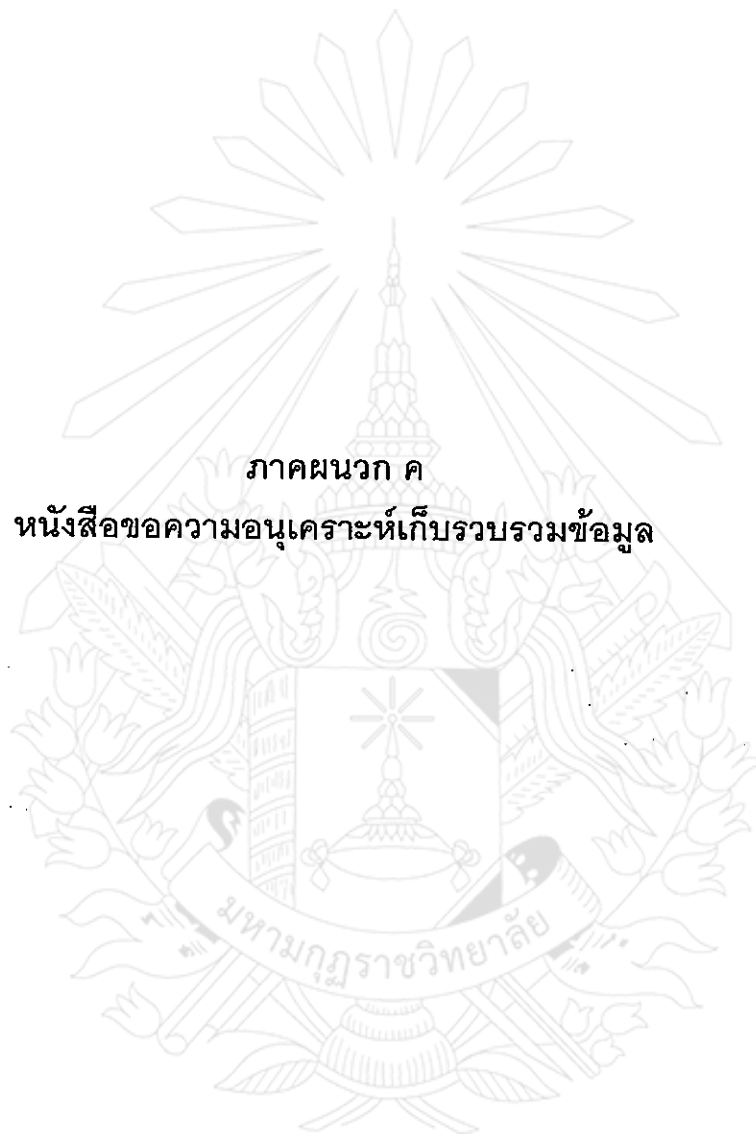 ภาคผนวก ค
หนังสือขอความอนุเคราะห์เก็บรวบรวมข้อมูล
มหามกุฏราชวิทยาลัย